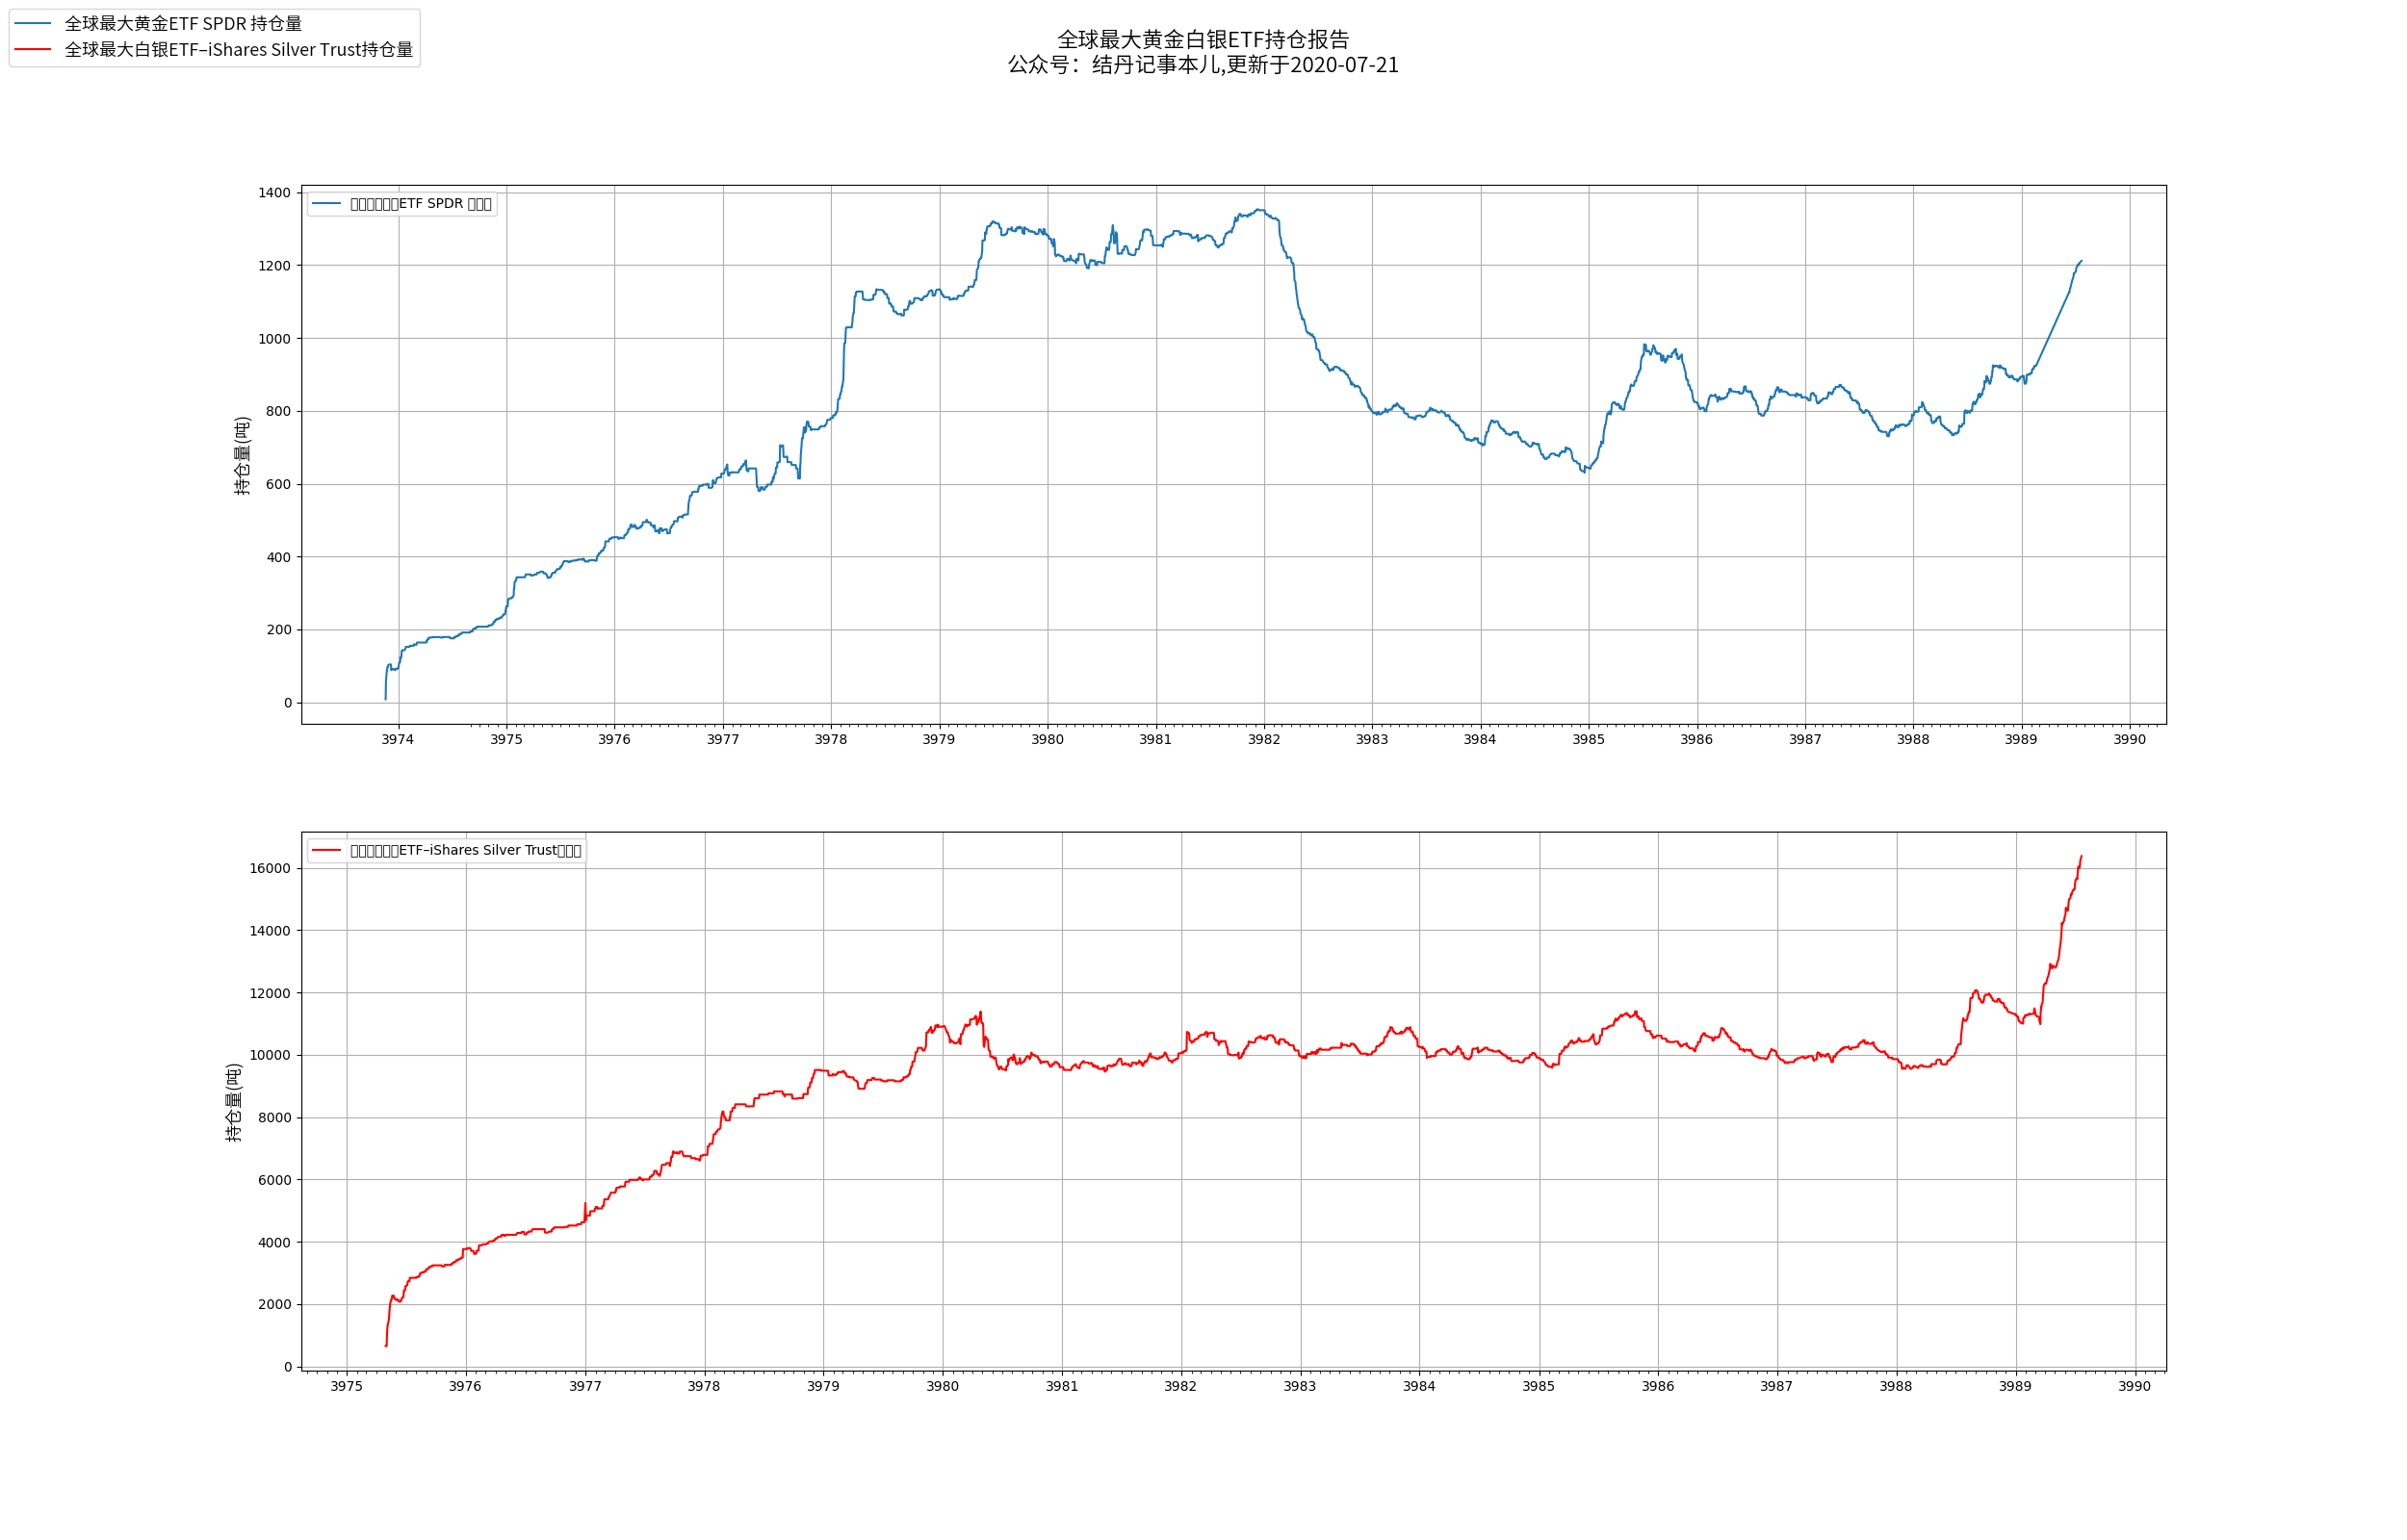 全球最大黄金ETF SPDR 持仓量
全球最大白银ETF–iShares Silver Trust持仓量
全球最大黄金白银ETF持仓报告
公众号：结丹记事本儿,更新于2020-07-21
ETF SPDR
持仓量(吨)
1400
1200
1000
800
600
400
200
0
3974 3975 3976 3977 3978 3979 3980 3981 3982 3983 3984 3985 3986 3987 3988 3989 3990
ETF–iShares Silver Trust
持仓量(吨)
16000
14000
12000
10000
8000
6000
4000
2000
0
3975 3976 3977 3978 3979 3980 3981 3982 3983 3984 3985 3986 3987 3988 3989 3990